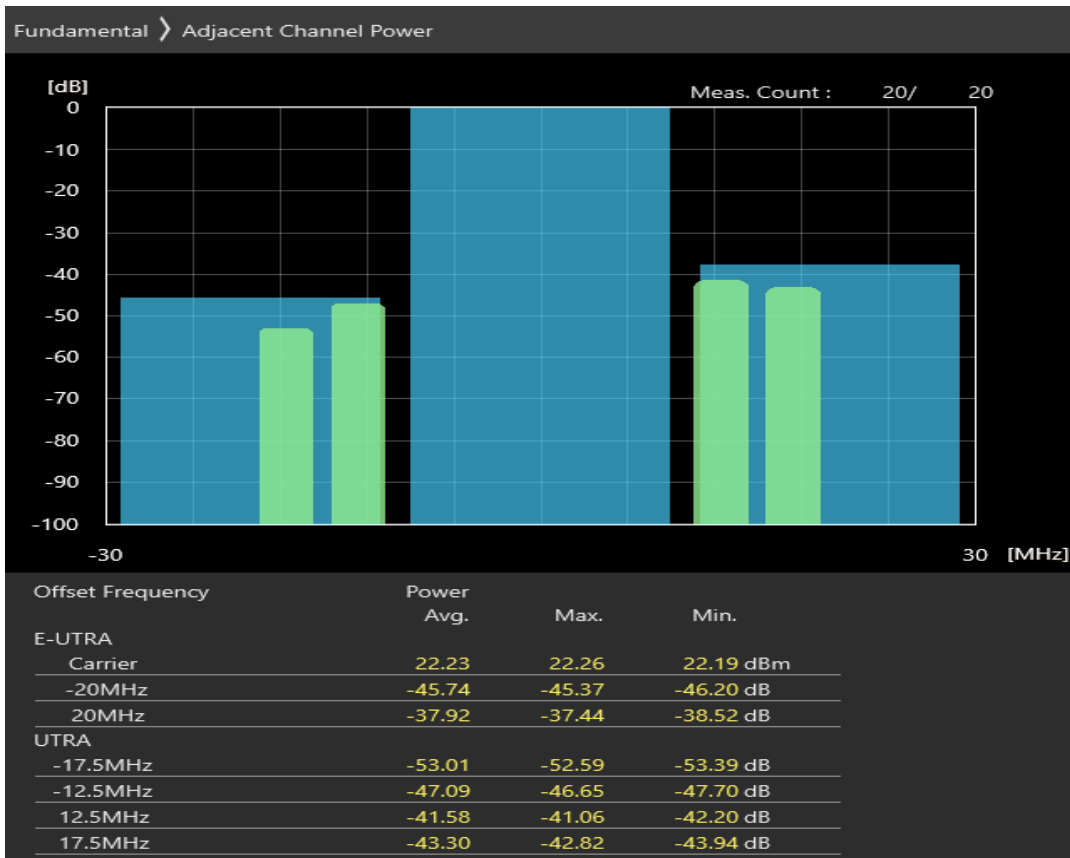 Fundamental 〉 Adjacent Channel Power
[dB]
Meas. Count : 20/ 20
0
-10
-20
-30
-40
-50
-60
-70
-80
-90
-100
-30 30 [MHz]
Offset Frequency Power
Avg. Max. Min.
E-UTRA
Carrier 22.23 22.26 22.19 dBm
-20MHz -45.74 -45.37 -46.20 dB
20MHz -37.92 -37.44 -38.52 dB
UTRA
-17.5MHz -53.01 -52.59 -53.39 dB
-12.5MHz -47.09 -46.65 -47.70 dB
12.5MHz -41.58 -41.06 -42.20 dB
17.5MHz -43.30 -42.82 -43.94 dB